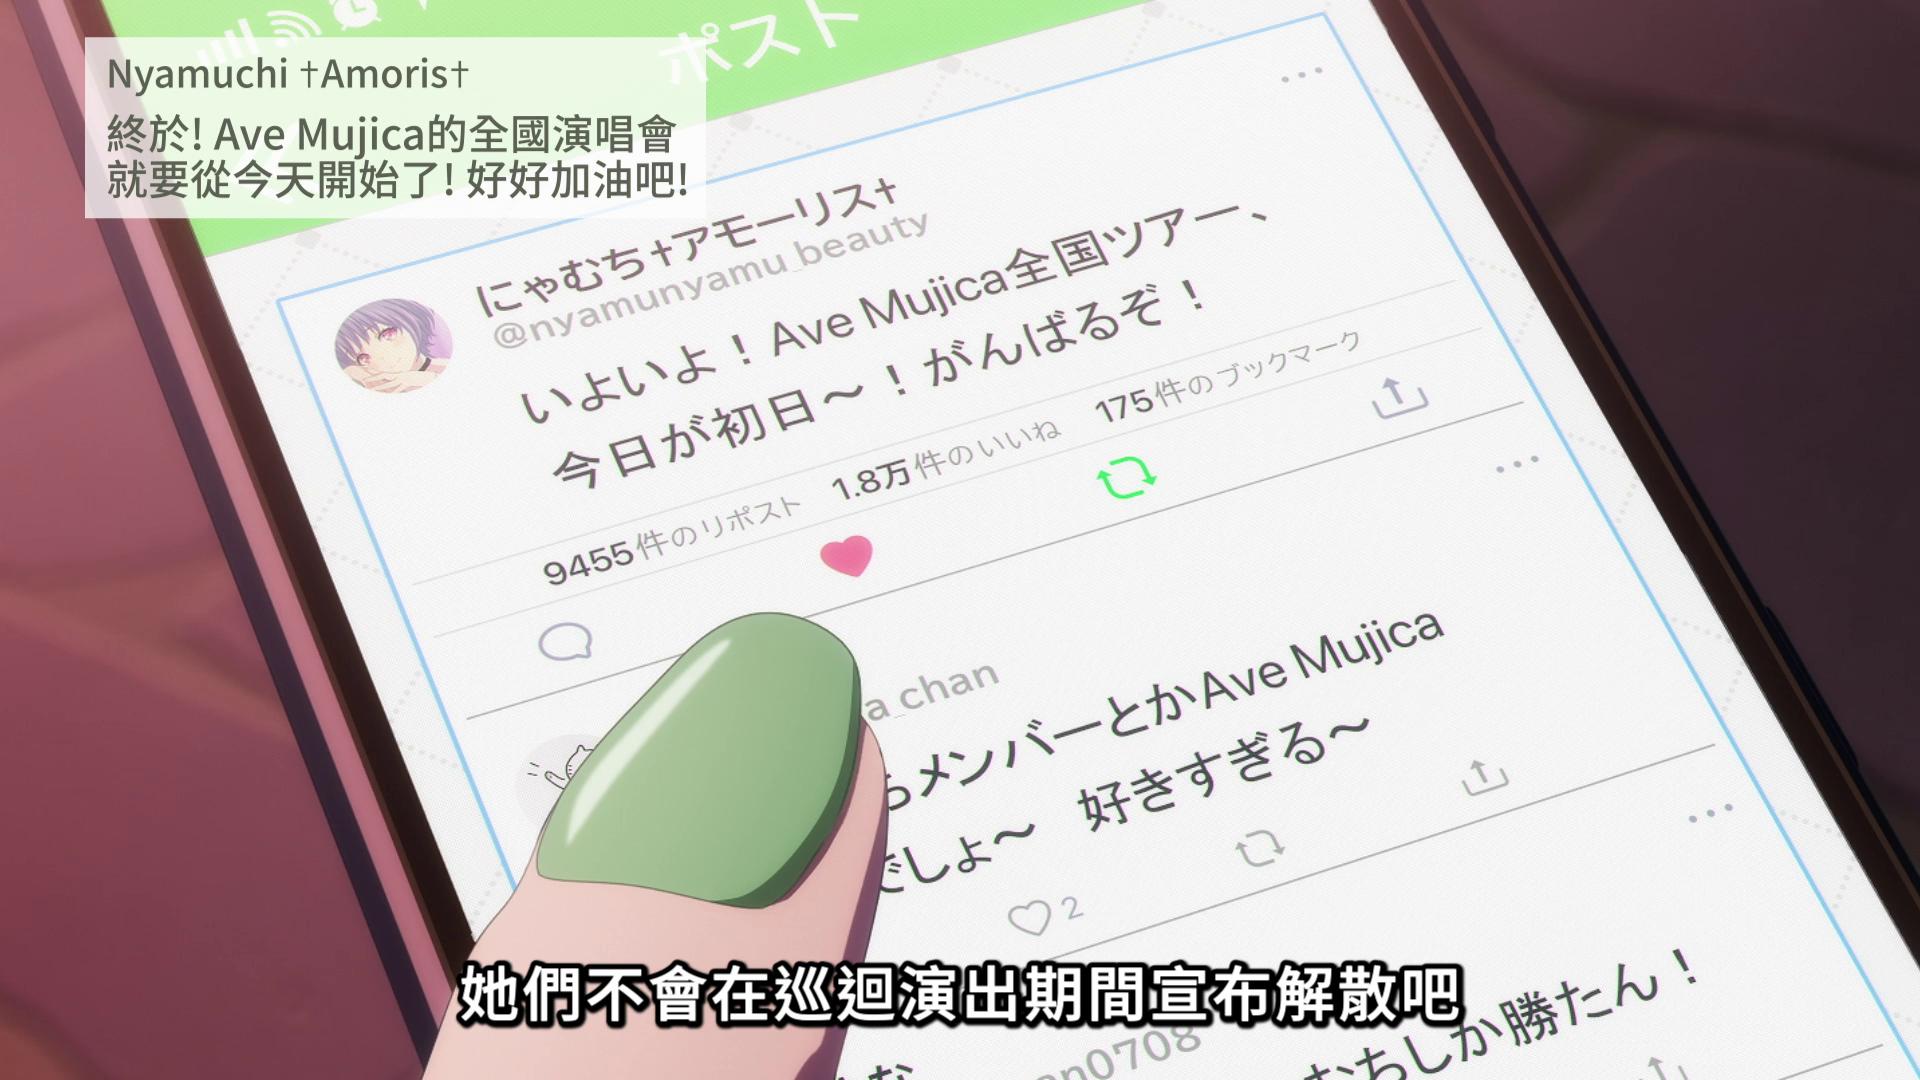 ポスト
Nyamuchi †Amoris†
終於! Ave Mujica的全國演唱會
就要從今天開始了! 好好加油吧!
にゃむち†アモーリス†
@nyamunyamu_beauty
いよいよ！Ave Mujica全国ツアー、
今日が初日～！がんばるぞ！
9455件のリポスト 1.8万件のいいね 175件のブックマーク
a_chan
メンバーとかAve Mujica
でしょ～ 好きすぎる～
2
她們不會在巡迴演出期間宣布解散吧
n0708
むちしか勝たん！